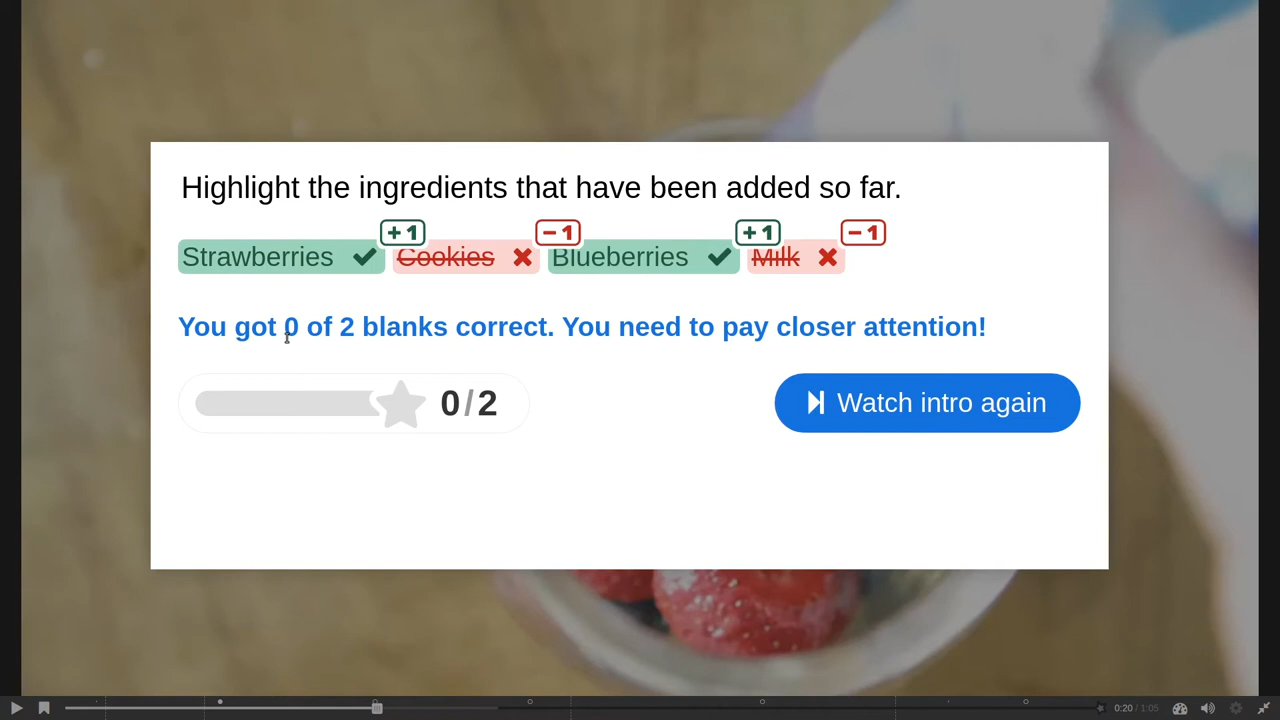 Highlight the ingredients that have been added so far.
+1 −1 +1 −1
Strawberries Cookies Blueberries Milk
You got 0 of 2 blanks correct. You need to pay closer attention!
0/2 Watch intro again
0:20 / 1:05